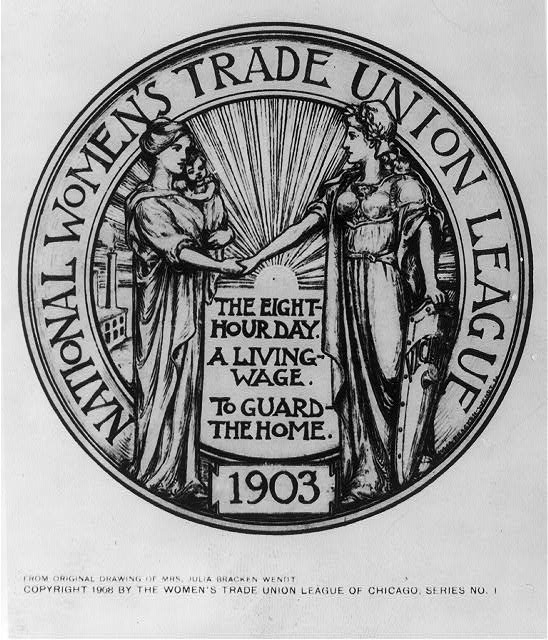 NATIONAL WOMEN'S TRADE UNION LEAGUE
THE EIGHT-
HOUR DAY.
A LIVING-
WAGE.
TO GUARD-
THE HOME.
1903
FROM ORIGINAL DRAWING OF MRS. JULIA BRACKEN WENDT
COPYRIGHT 1908 BY THE WOMEN'S TRADE UNION LEAGUE OF CHICAGO. SERIES NO. 1